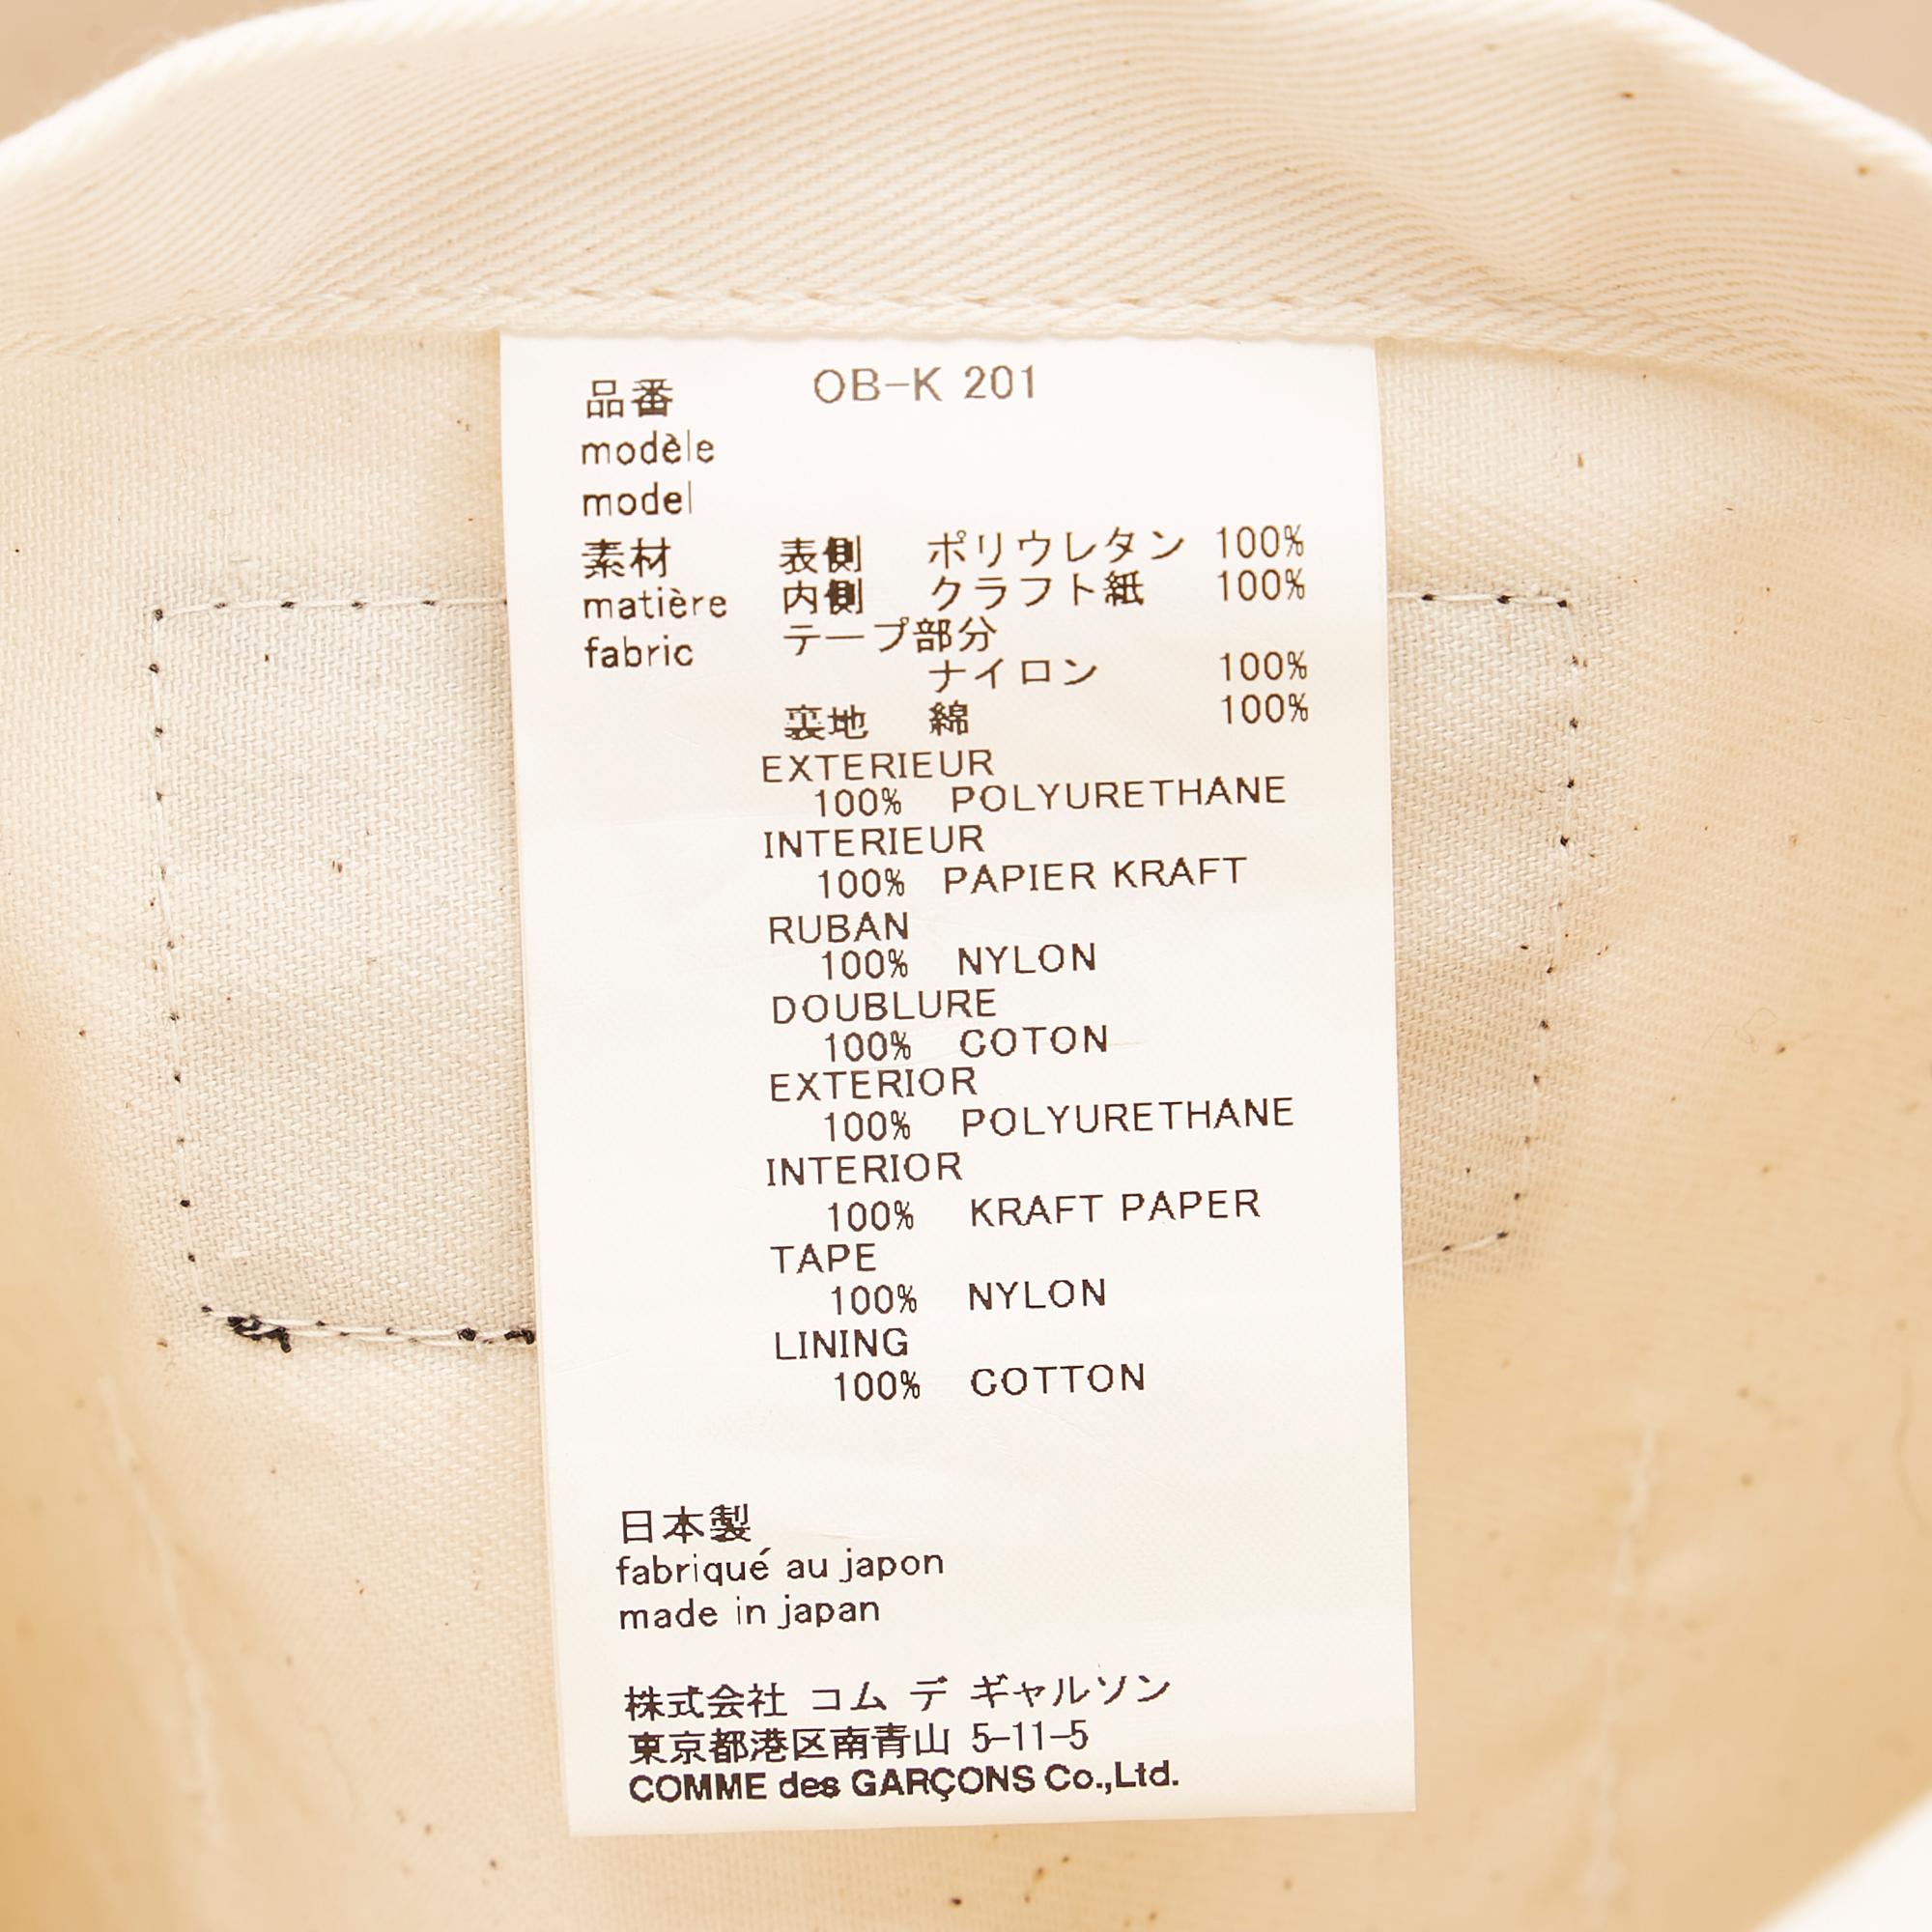 品番 OB-K 201
modèle
model
素材 表側 ポリウレタン 100%
matière 内側 クラフト紙 100%
fabric テープ部分
ナイロン 100%
裏地 綿 100%
EXTERIEUR
100% POLYURETHANE
INTERIEUR
100% PAPIER KRAFT
RUBAN
100% NYLON
DOUBLURE
100% COTON
EXTERIOR
100% POLYURETHANE
INTERIOR
100% KRAFT PAPER
TAPE
100% NYLON
LINING
100% COTTON
日本製
fabriqué au japon
made in japan
株式会社 コム デ ギャルソン
東京都港区南青山 5-11-5
COMME des GARÇONS Co.,Ltd.